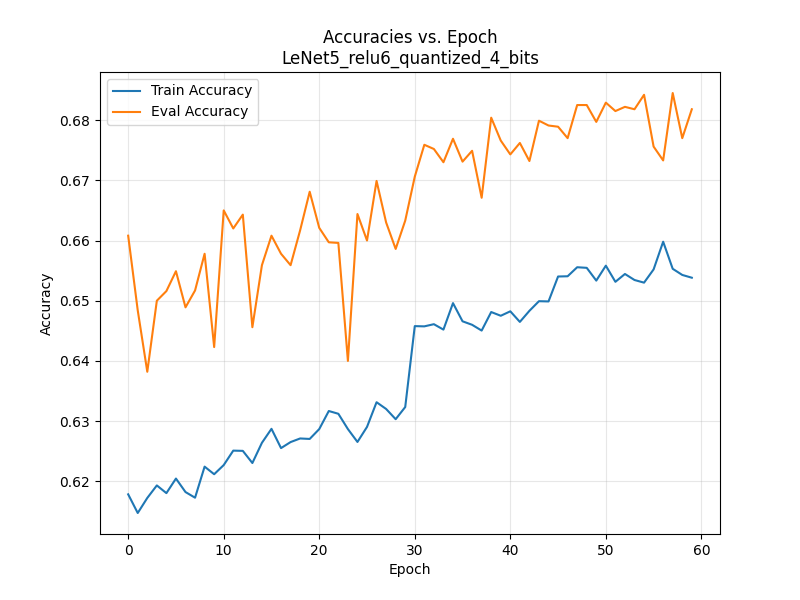 Accuracies vs. Epoch
LeNet5_relu6_quantized_4_bits
Train Accuracy
Eval Accuracy
0.68
0.67
0.66
0.65
0.64
0.63
0.62
Accuracy
0 10 20 30 40 50 60
Epoch